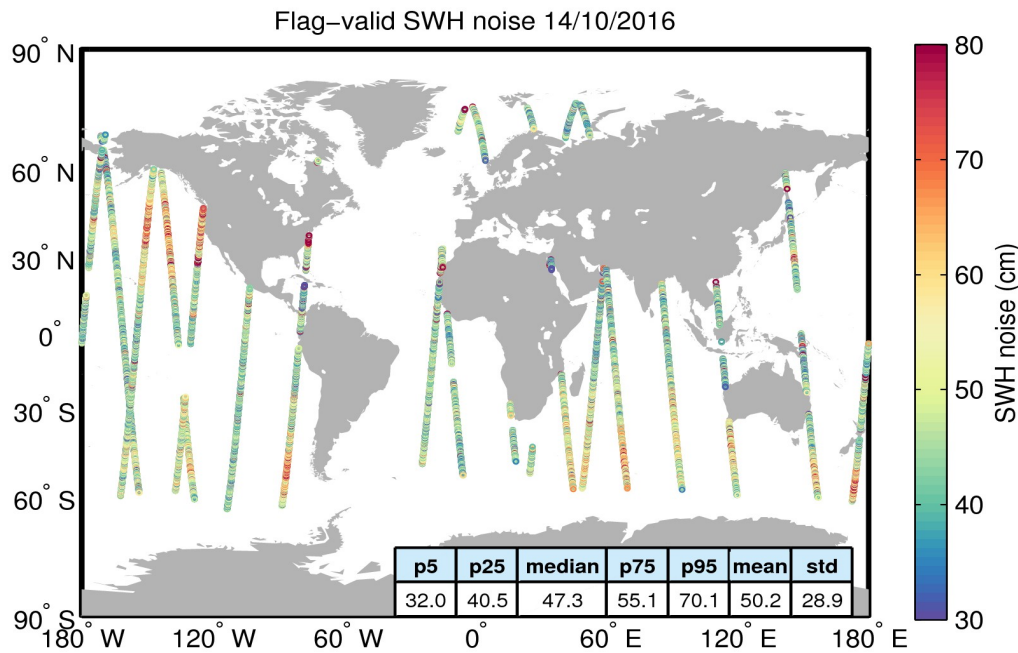 Flag−valid SWH noise 14/10/2016
90° N
60° N
30° N
0°
30° S
60° S
90° S
180° W
120° W
60° W
0°
60° E
120° E
180° E
p5 p25 median p75 p95 mean std
32.0 40.5 47.3 55.1 70.1 50.2 28.9
80
70
60
50
40
30
SWH noise (cm)